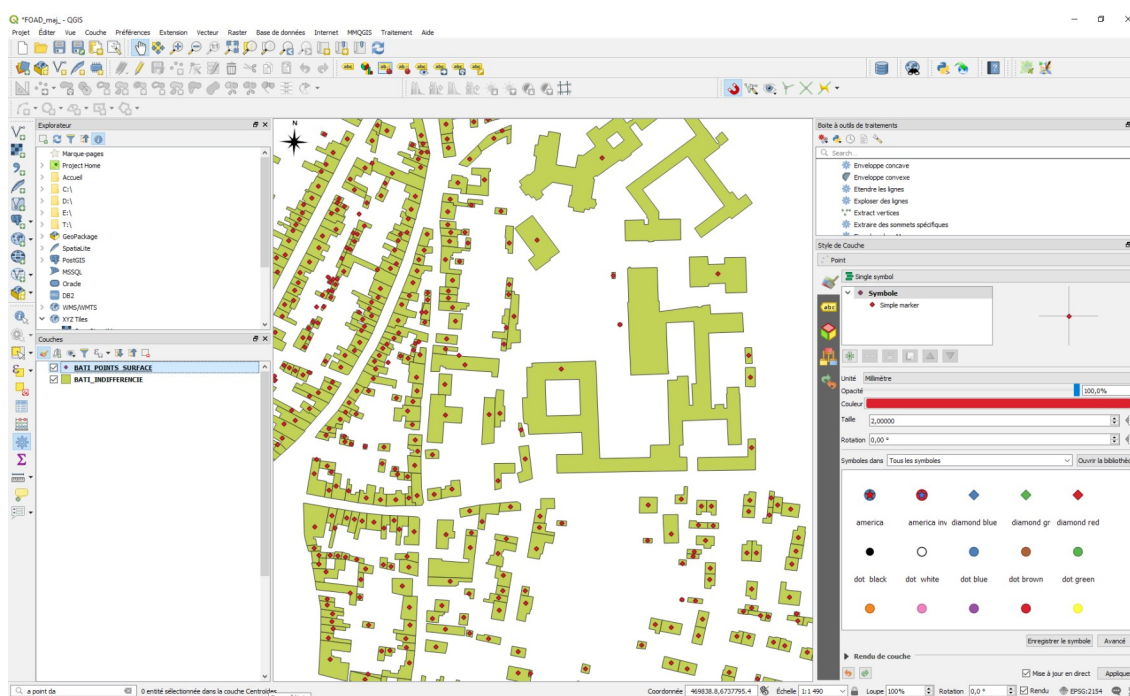 *FOAD_maj_ - QGIS
Projet Éditer Vue Couche Préférences Extension Vecteur Raster Base de données Internet MMQGIS Traitement Aide
Explorateur
Marque-pages
Project Home
Accueil
C:\
D:\
E:\
T:\
GeoPackage
SpatiaLite
PostGIS
MSSQL
Oracle
DB2
WMS/WMTS
XYZ Tiles
Couches
BATI_POINTS_SURFACE
BATI_INDIFFERENCIE
N
Boite à outils de traitements
Search...
Enveloppe concave
Enveloppe convexe
Etendre les lignes
Exploser des lignes
Extract vertices
Extraire des sommets spécifiques
Style de Couche
Point
Single symbol
Symbole
Simple marker
Unité Millimètre
Opacité 100,0%
Couleur
Taille 2,00000
Rotation 0,00 °
Symboles dans Tous les symboles Ouvrir la bibliothèc
america america inv diamond blue diamond gr diamond red
dot black dot white dot blue dot brown dot green
Enregistrer le symbole Avancé
Rendu de couche
Mise à jour en direct Appliquer
a point da 0 entité sélectionnée dans la couche Centroides Coordonnée 469838.8,6737795.4 Échelle 1:1 490 Loupe 100% Rotation 0,0 ° Rendu EPSG:2154